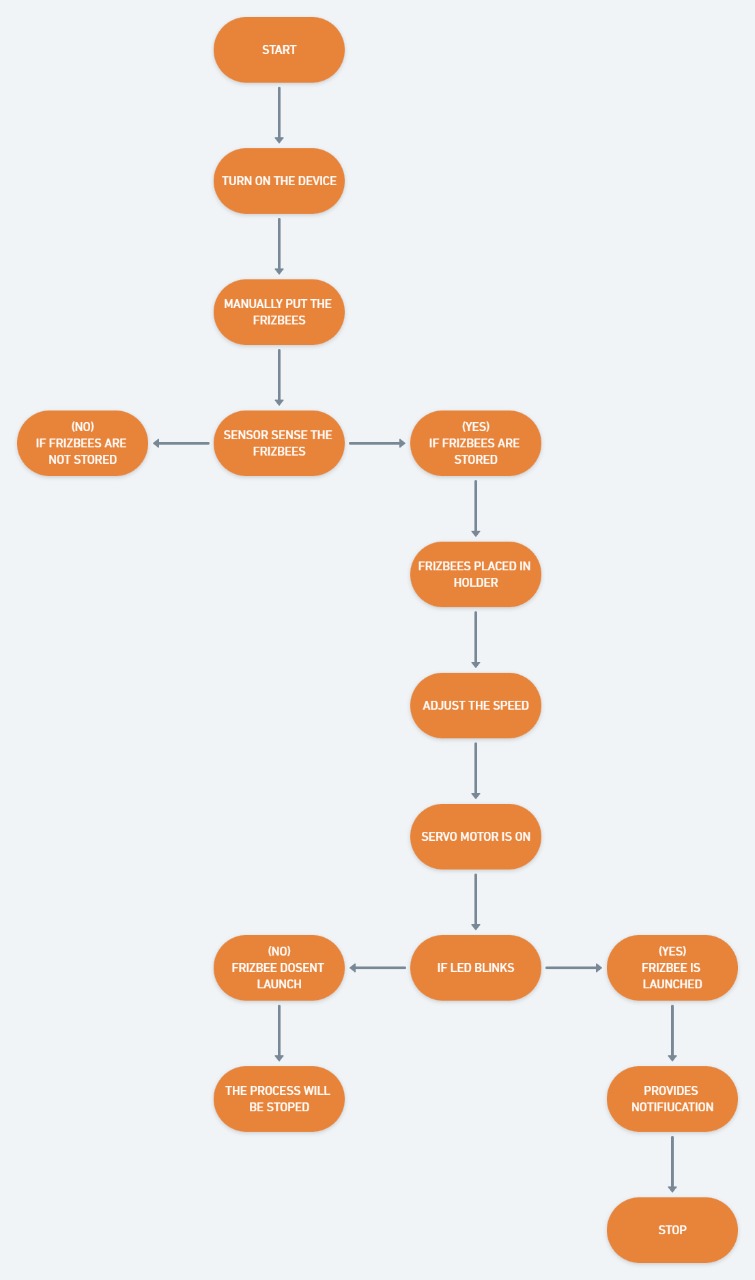 START
TURN ON THE DEVICE
MANUALLY PUT THE
FRIZBEES
(NO)
IF FRIZBEES ARE
NOT STORED
SENSOR SENSE THE
FRIZBEES
(YES)
IF FRIZBEES ARE
STORED
FRIZBEES PLACED IN
HOLDER
ADJUST THE SPEED
SERVO MOTOR IS ON
(NO)
FRIZBEE DOSENT
LAUNCH
IF LED BLINKS
(YES)
FRIZBEE IS
LAUNCHED
THE PROCESS WILL
BE STOPED
PROVIDES
NOTIFIUCATION
STOP